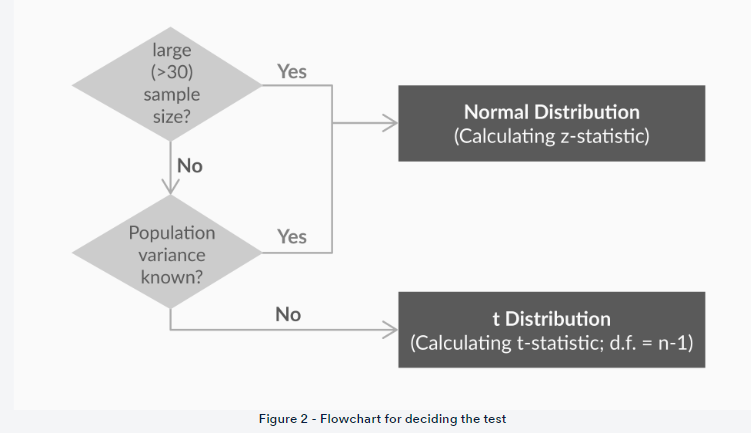 large
(>30)
sample
size?
Yes
Normal Distribution
(Calculating z-statistic)
No
Population
variance
known?
Yes
No
t Distribution
(Calculating t-statistic; d.f. = n-1)
Figure 2 - Flowchart for deciding the test